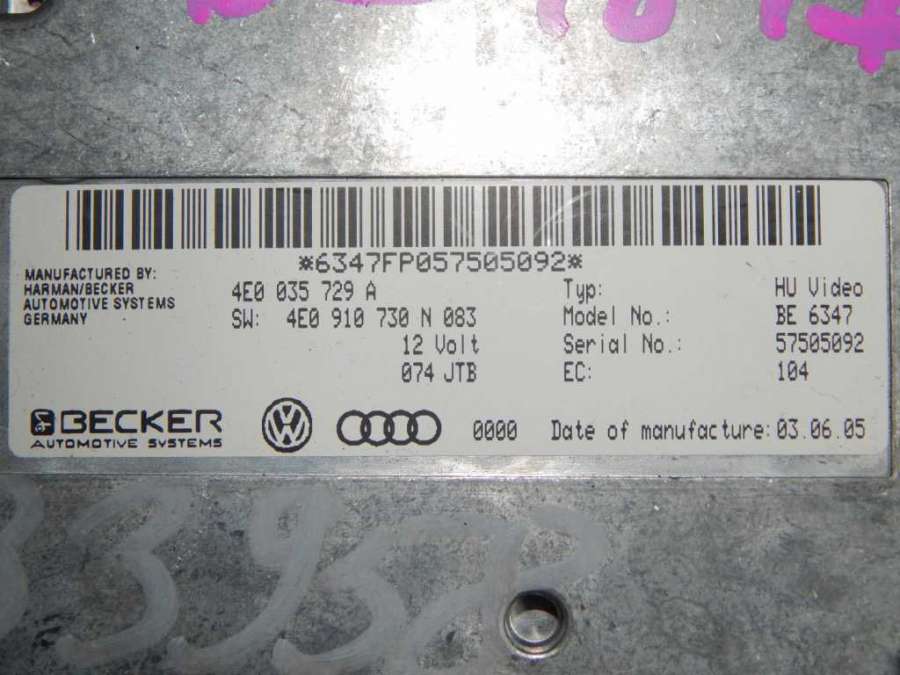 *6347FP057505092*
MANUFACTURED BY:
HARMAN/BECKER
AUTOMOTIVE SYSTEMS
GERMANY
4E0 035 729 A
SW: 4E0 910 730 N 083
12 Volt
074 JTB
Typ: HU Video
Model No.: BE 6347
Serial No.: 57505092
EC: 104
BECKER
AUTOMOTIVE SYSTEMS
0000
Date of manufacture: 03.06.05